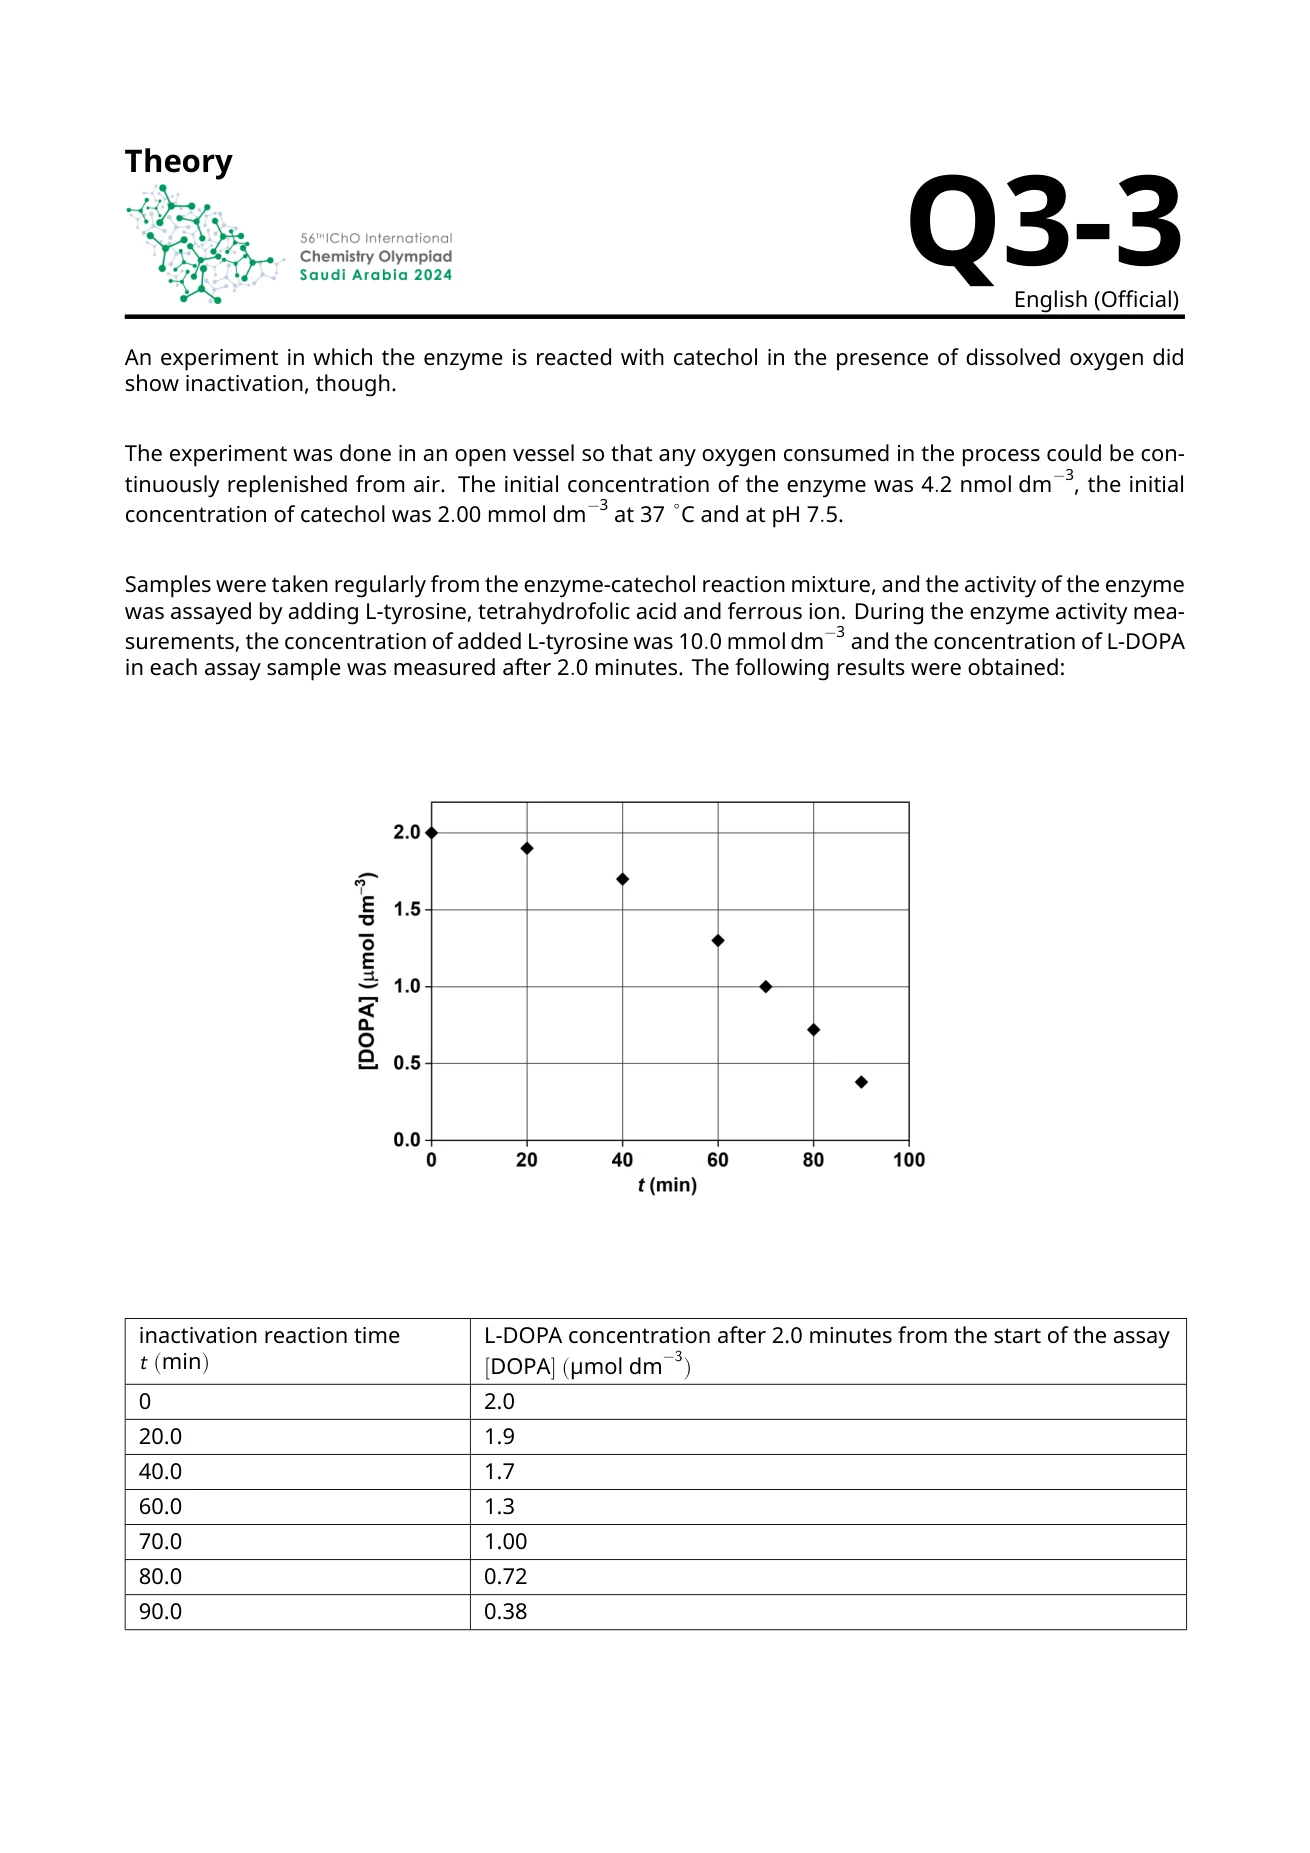 Theory
56ᵀᴴIChO International
Chemistry Olympiad
Saudi Arabia 2024
Q3-3
English (Official)
An experiment in which the enzyme is reacted with catechol in the presence of dissolved oxygen did
show inactivation, though.
The experiment was done in an open vessel so that any oxygen consumed in the process could be con-
tinuously replenished from air. The initial concentration of the enzyme was 4.2 nmol dm⁻³, the initial
concentration of catechol was 2.00 mmol dm⁻³ at 37 °C and at pH 7.5.
Samples were taken regularly from the enzyme-catechol reaction mixture, and the activity of the enzyme
was assayed by adding L-tyrosine, tetrahydrofolic acid and ferrous ion. During the enzyme activity mea-
surements, the concentration of added L-tyrosine was 10.0 mmol dm⁻³ and the concentration of L-DOPA
in each assay sample was measured after 2.0 minutes. The following results were obtained:
[DOPA] (μmol dm⁻³)
2.0
1.5
1.0
0.5
0.0
0 20 40 60 80 100
t (min)
inactivation reaction time
t (min)
L-DOPA concentration after 2.0 minutes from the start of the assay
[DOPA] (μmol dm⁻³)
0 2.0
20.0 1.9
40.0 1.7
60.0 1.3
70.0 1.00
80.0 0.72
90.0 0.38